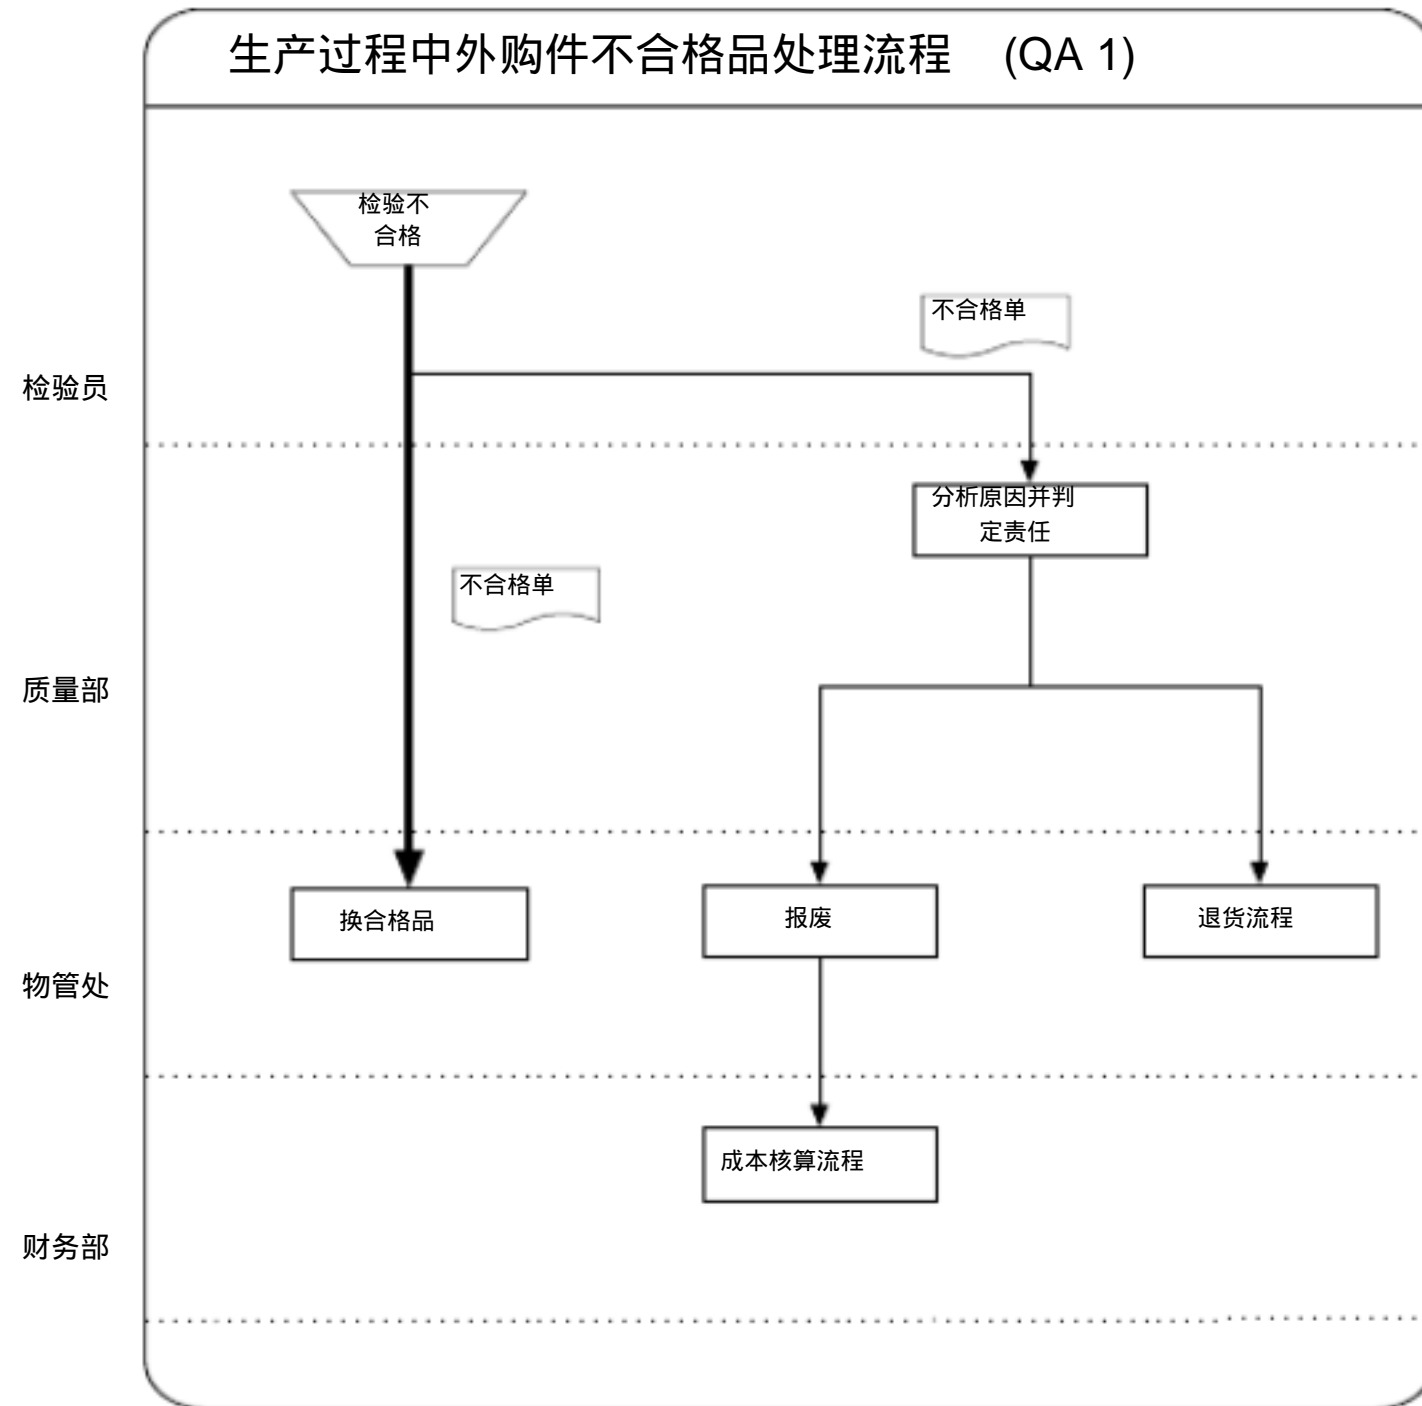 生产过程中外购件不合格品处理流程 (QA 1)
检验不
合格
不合格单
检验员
分析原因并判
定责任
不合格单
质量部
换合格品
报废
退货流程
物管处
成本核算流程
财务部